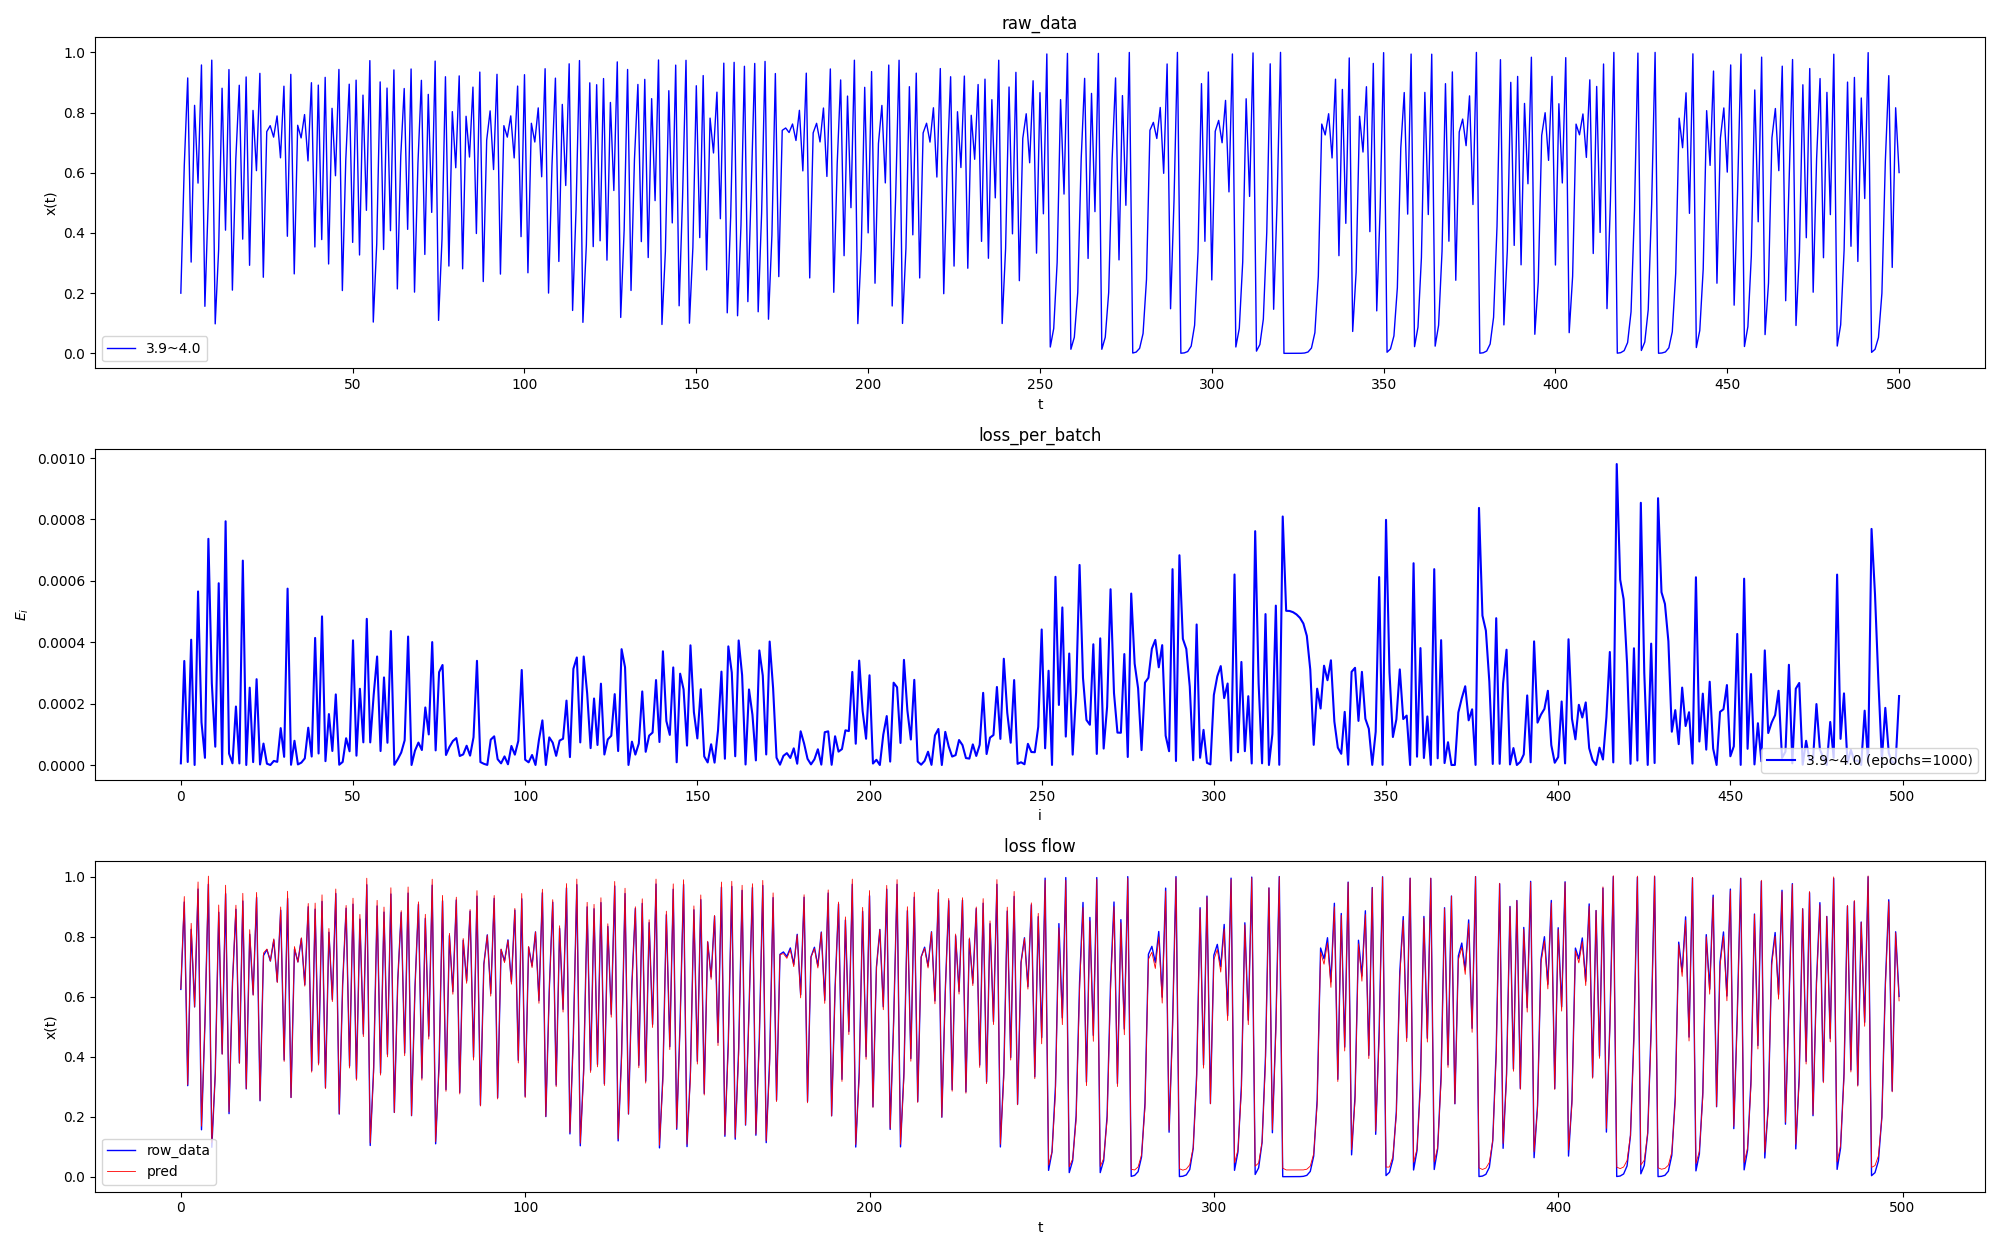 raw_data
1.0
0.8
0.6
0.4
0.2
0.0
x(t)
3.9~4.0
50 100 150 200 250 300 350 400 450 500
t
loss_per_batch
0.0010
0.0008
0.0006
0.0004
0.0002
0.0000
E_i
3.9~4.0 (epochs=1000)
0 50 100 150 200 250 300 350 400 450 500
i
loss flow
1.0
0.8
0.6
0.4
0.2
0.0
x(t)
row_data
pred
0 100 200 300 400 500
t